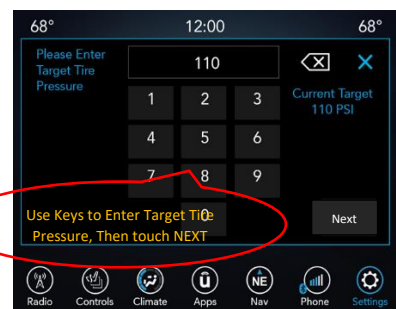 68° 12:00 68°
Please Enter
Target Tire
Pressure
110
X
Current Target
110 PSI
1 2 3
4 5 6
7 8 9
0
Use Keys to Enter Target Tire
Pressure, Then touch NEXT
Next
û NE
Radio Controls Climate Apps Nav Phone Settings